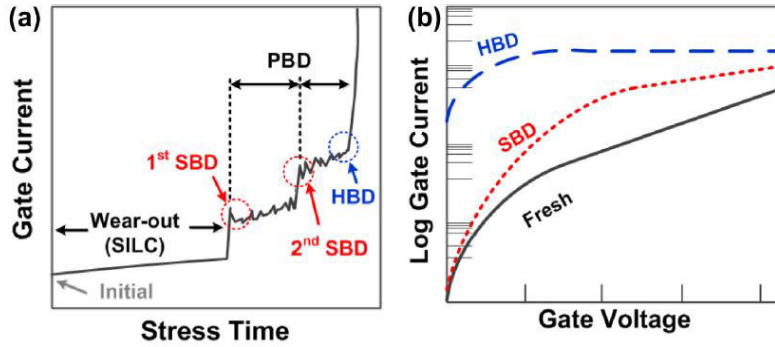 (a)
PBD
1st SBD
HBD
Wear-out
(SILC)
2nd SBD
Initial
Gate Current
Stress Time
(b)
HBD
SBD
Fresh
Log Gate Current
Gate Voltage